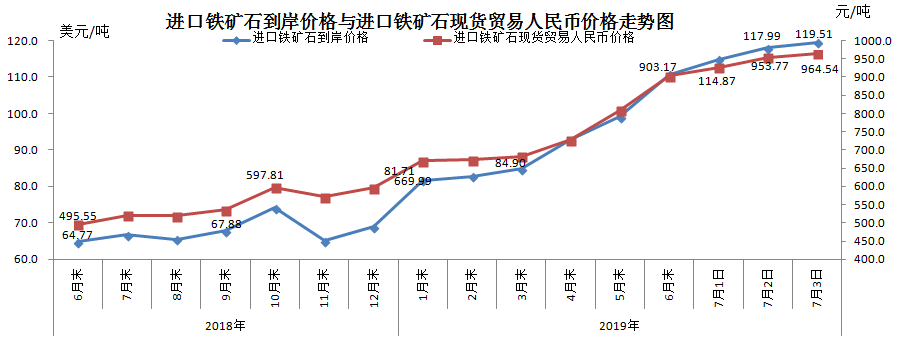 进口铁矿石到岸价格与进口铁矿石现货贸易人民币价格走势图
美元/吨
元/吨
进口铁矿石到岸价格
进口铁矿石现货贸易人民币价格
120.0
110.0
100.0
90.0
80.0
70.0
60.0
1000.0
950.0
900.0
850.0
800.0
750.0
700.0
650.0
600.0
550.0
500.0
450.0
400.0
495.55
64.77
67.88
597.81
81.71
669.99
84.90
903.17
114.87
117.99
953.77
119.51
964.54
6月末
7月末
8月末
9月末
10月末
11月末
12月末
1月末
2月末
3月末
4月末
5月末
6月末
7月1日
7月2日
7月3日
2018年
2019年